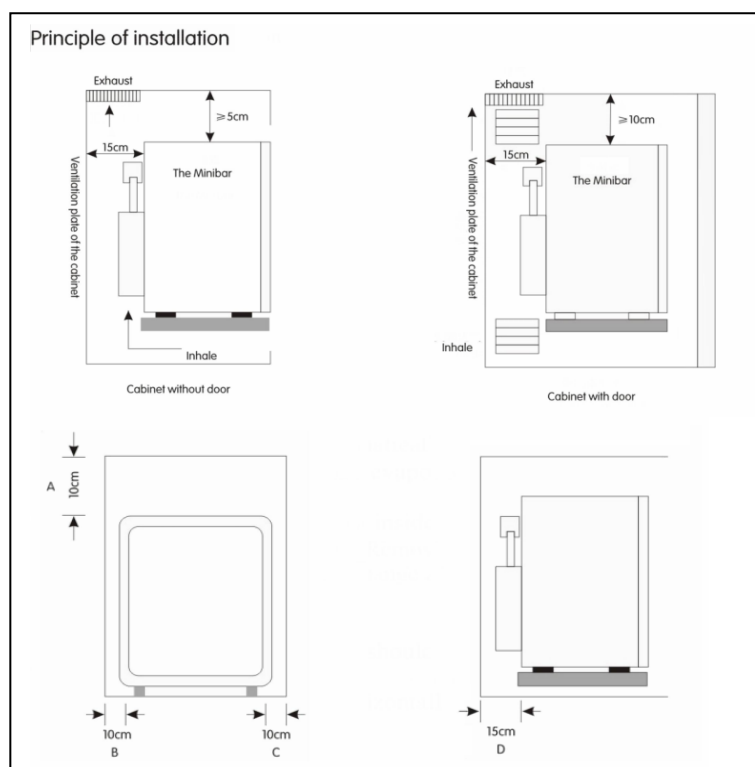 Principle of installation
Exhaust
≥5cm
15cm
The Minibar
Ventilation plate of the cabinet
Inhale
Cabinet without door
Exhaust
≥10cm
15cm
The Minibar
Ventilation plate of the cabinet
Inhale
Cabinet with door
A
10cm
10cm
B
10cm
C
15cm
D